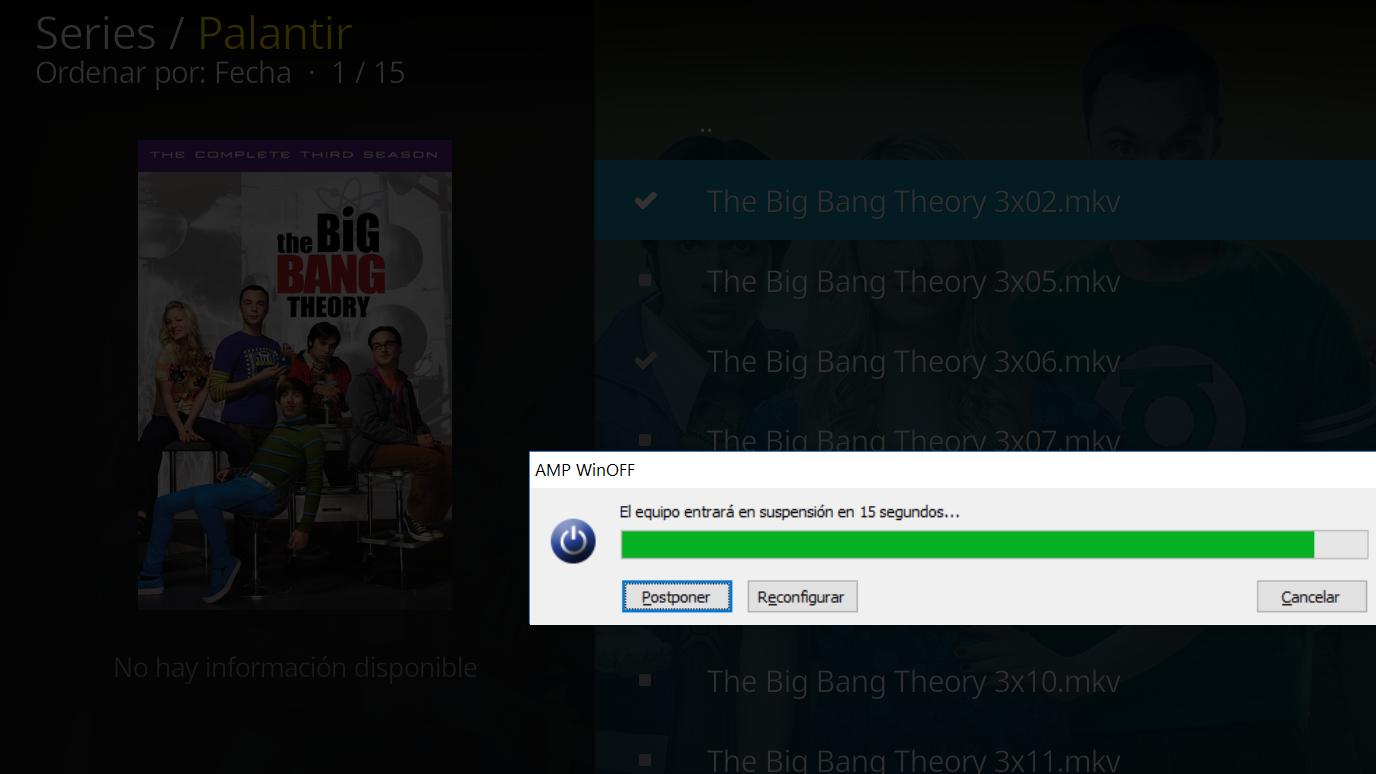 Series / Palantir
Ordenar por: Fecha · 1 / 15
THE COMPLETE THIRD SEASON
the BiG
BANG
THEORY
No hay información disponible
..
The Big Bang Theory 3x02.mkv
The Big Bang Theory 3x05.mkv
The Big Bang Theory 3x06.mkv
The Big Bang Theory 3x07.mkv
AMP WinOFF
El equipo entrará en suspensión en 15 segundos...
Postponer
Reconfigurar
Cancelar
The Big Bang Theory 3x10.mkv
The Big Bang Theory 3x11.mkv